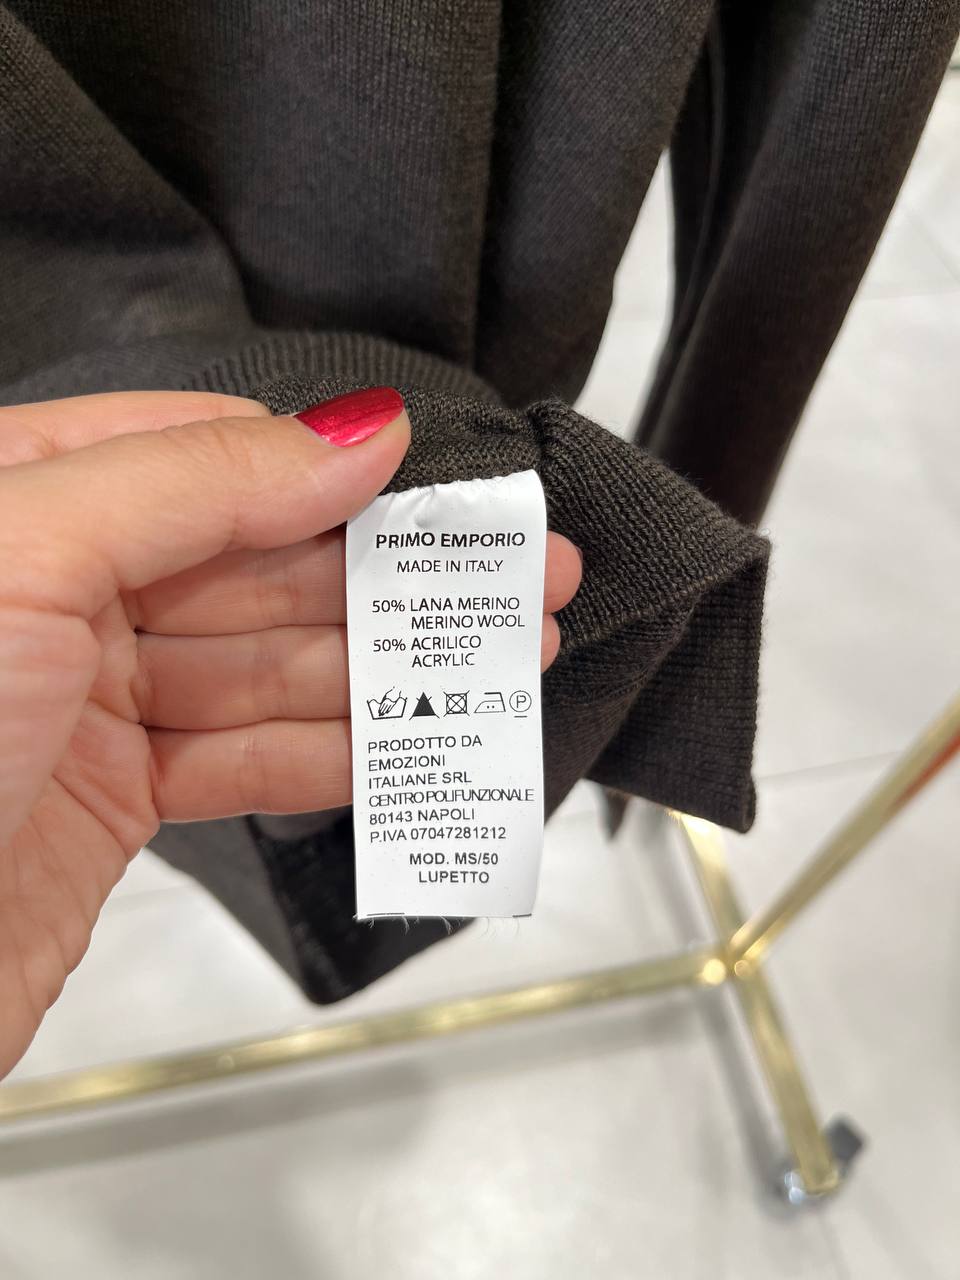 PRIMO EMPORIO
MADE IN ITALY
50% LANA MERINO
MERINO WOOL
50% ACRILICO
ACRYLIC
P
PRODOTTO DA
EMOZIONI
ITALIANE SRL
CENTRO POLIFUNZIONALE
80143 NAPOLI
P.IVA 07047281212
MOD. MS/50
LUPETTO